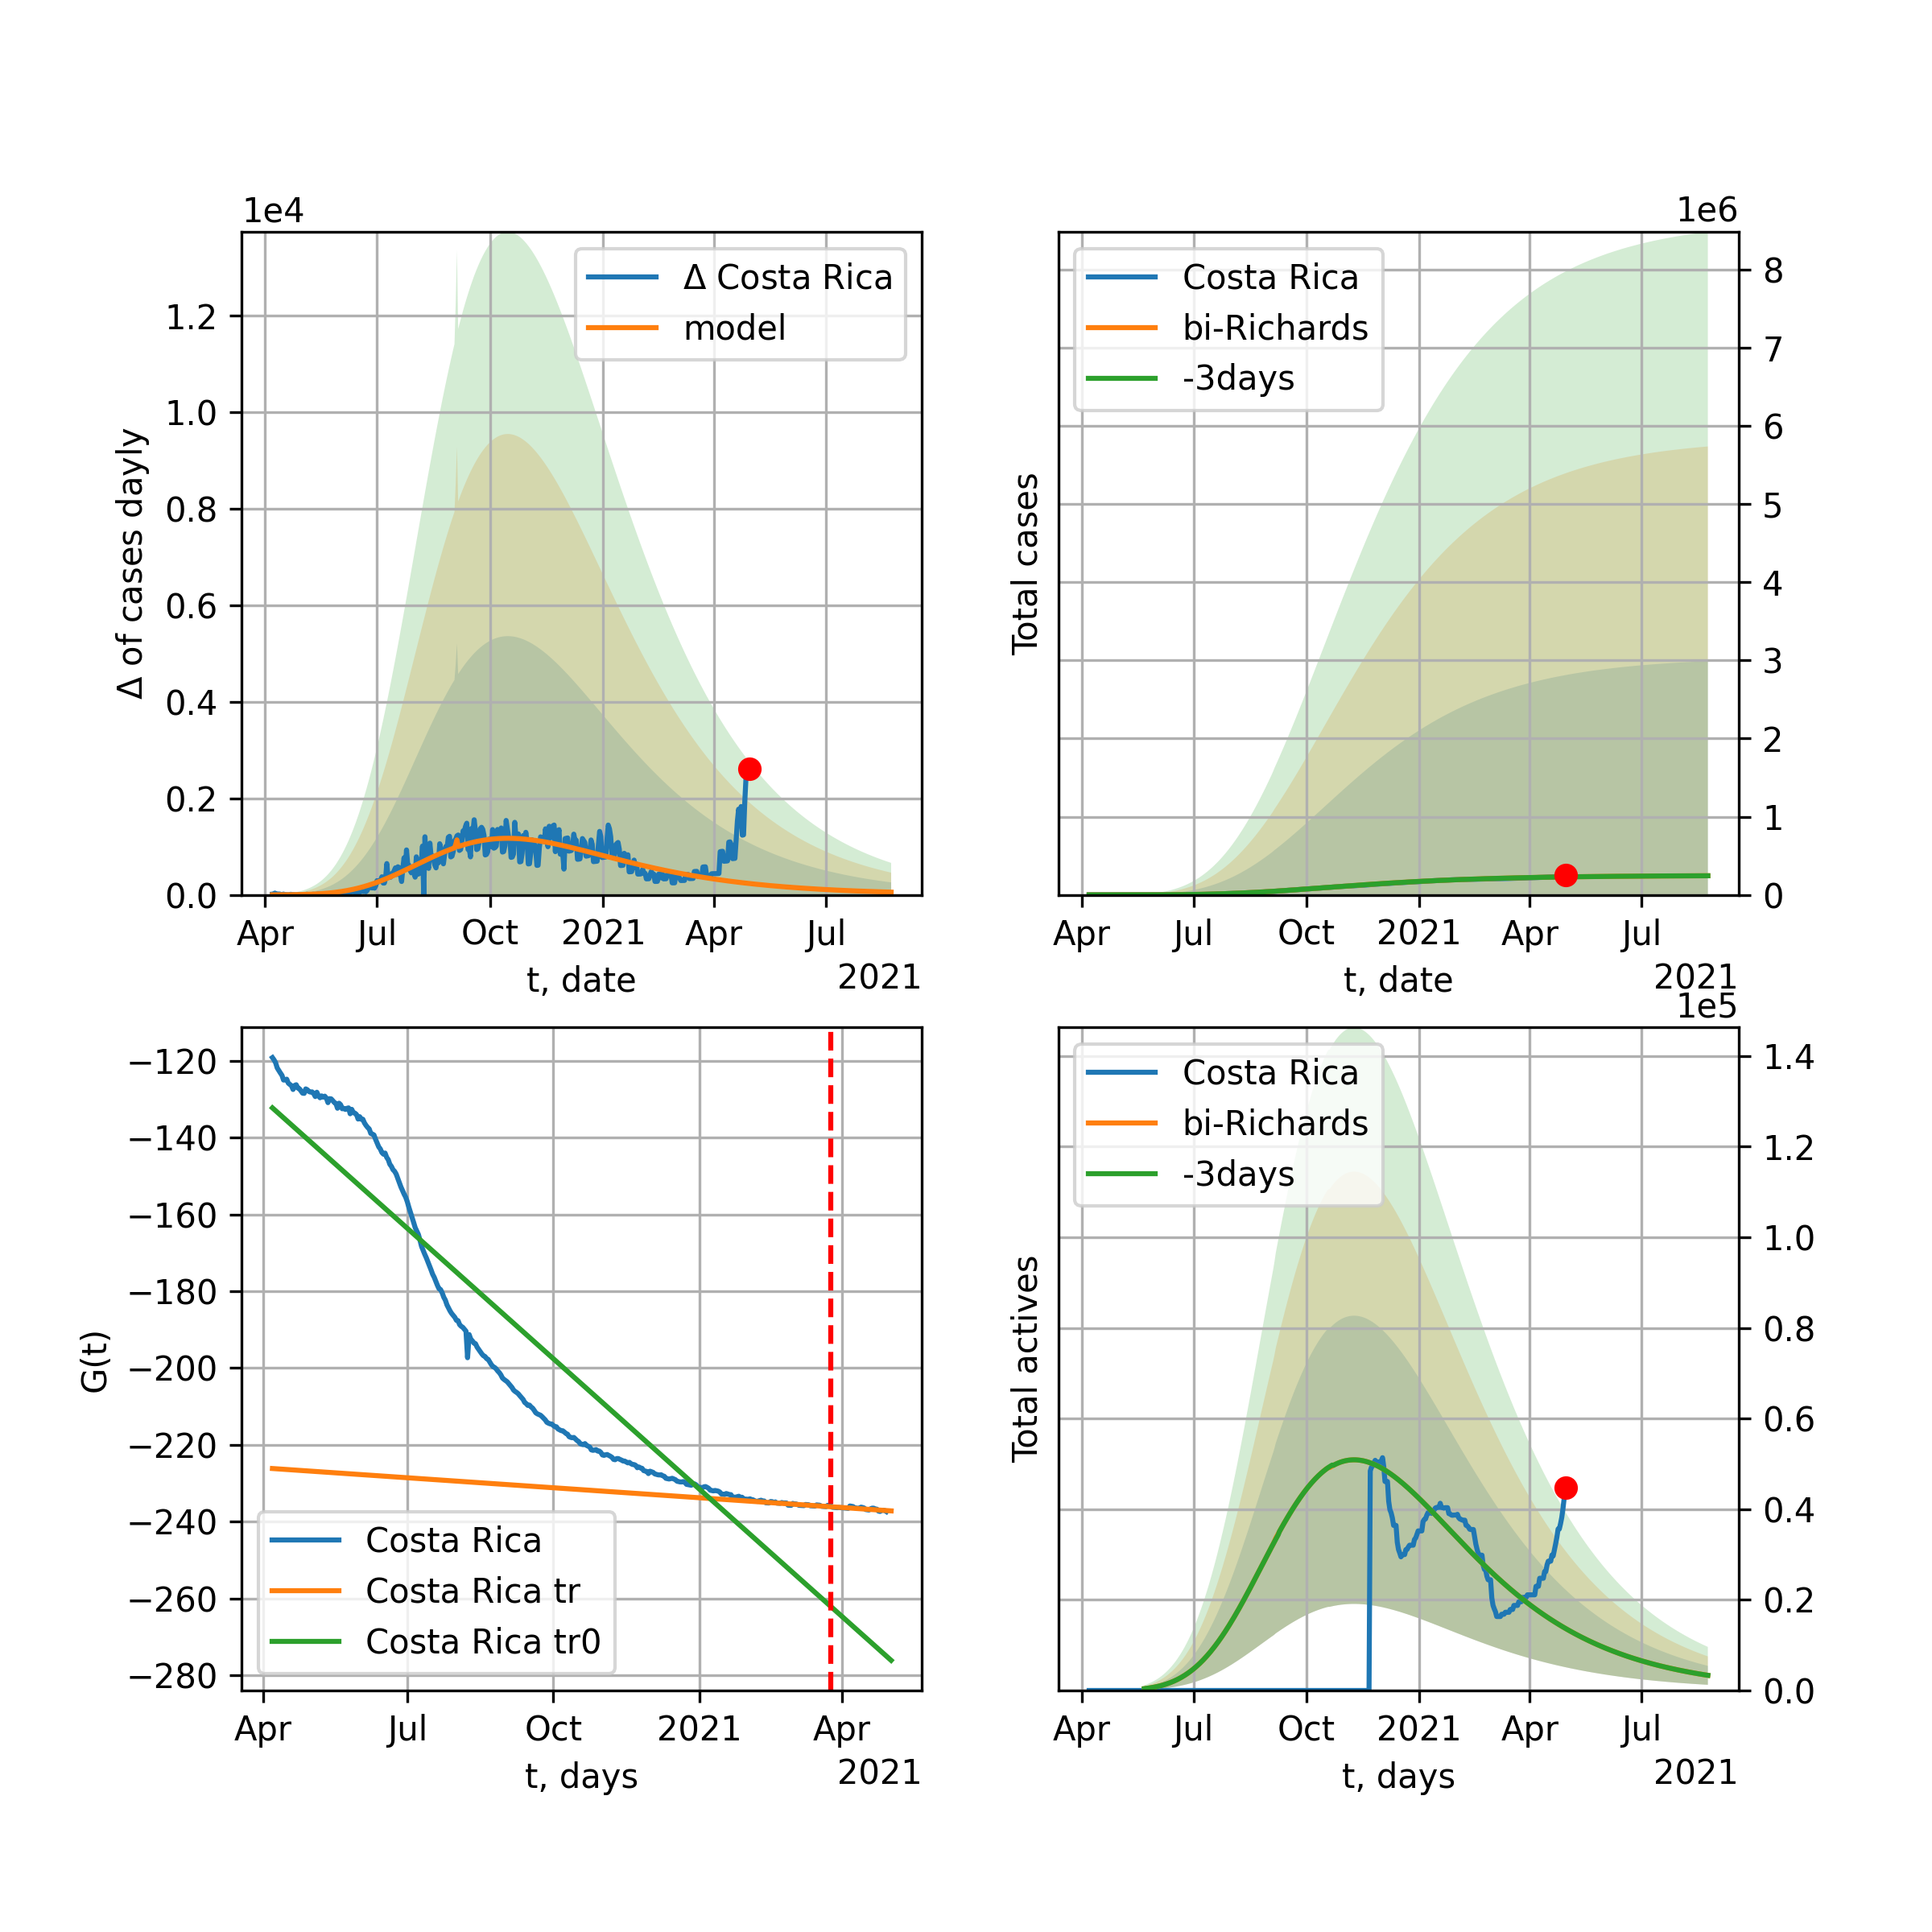 1e4
Δ of cases dayly
1.2
1.0
0.8
0.6
0.4
0.2
0.0
Δ Costa Rica
model
Apr Jul Oct 2021 Apr Jul
t, date
2021
1e6
Total cases
Costa Rica
bi-Richards
-3days
8
7
6
5
4
3
2
1
0
Apr Jul Oct 2021 Apr Jul
t, date
2021
G(t)
−120
−140
−160
−180
−200
−220
−240
−260
−280
Costa Rica
Costa Rica tr
Costa Rica tr0
Apr Jul Oct 2021 Apr
t, days
2021
1e5
Total actives
Costa Rica
bi-Richards
-3days
1.4
1.2
1.0
0.8
0.6
0.4
0.2
0.0
Apr Jul Oct 2021 Apr Jul
t, days
2021